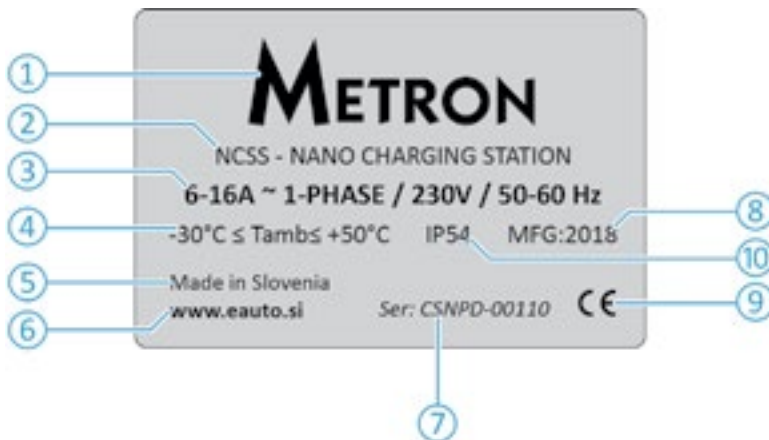 ① METRON
② NCSS - NANO CHARGING STATION
③ 6-16A ~ 1-PHASE / 230V / 50-60 Hz
④ -30°C ≤ Tamb≤ +50°C IP54 MFG:2018 ⑧
⑩
⑤ Made in Slovenia
⑥ www.eauto.si Ser: CSNPD-00110 CE ⑨
⑦